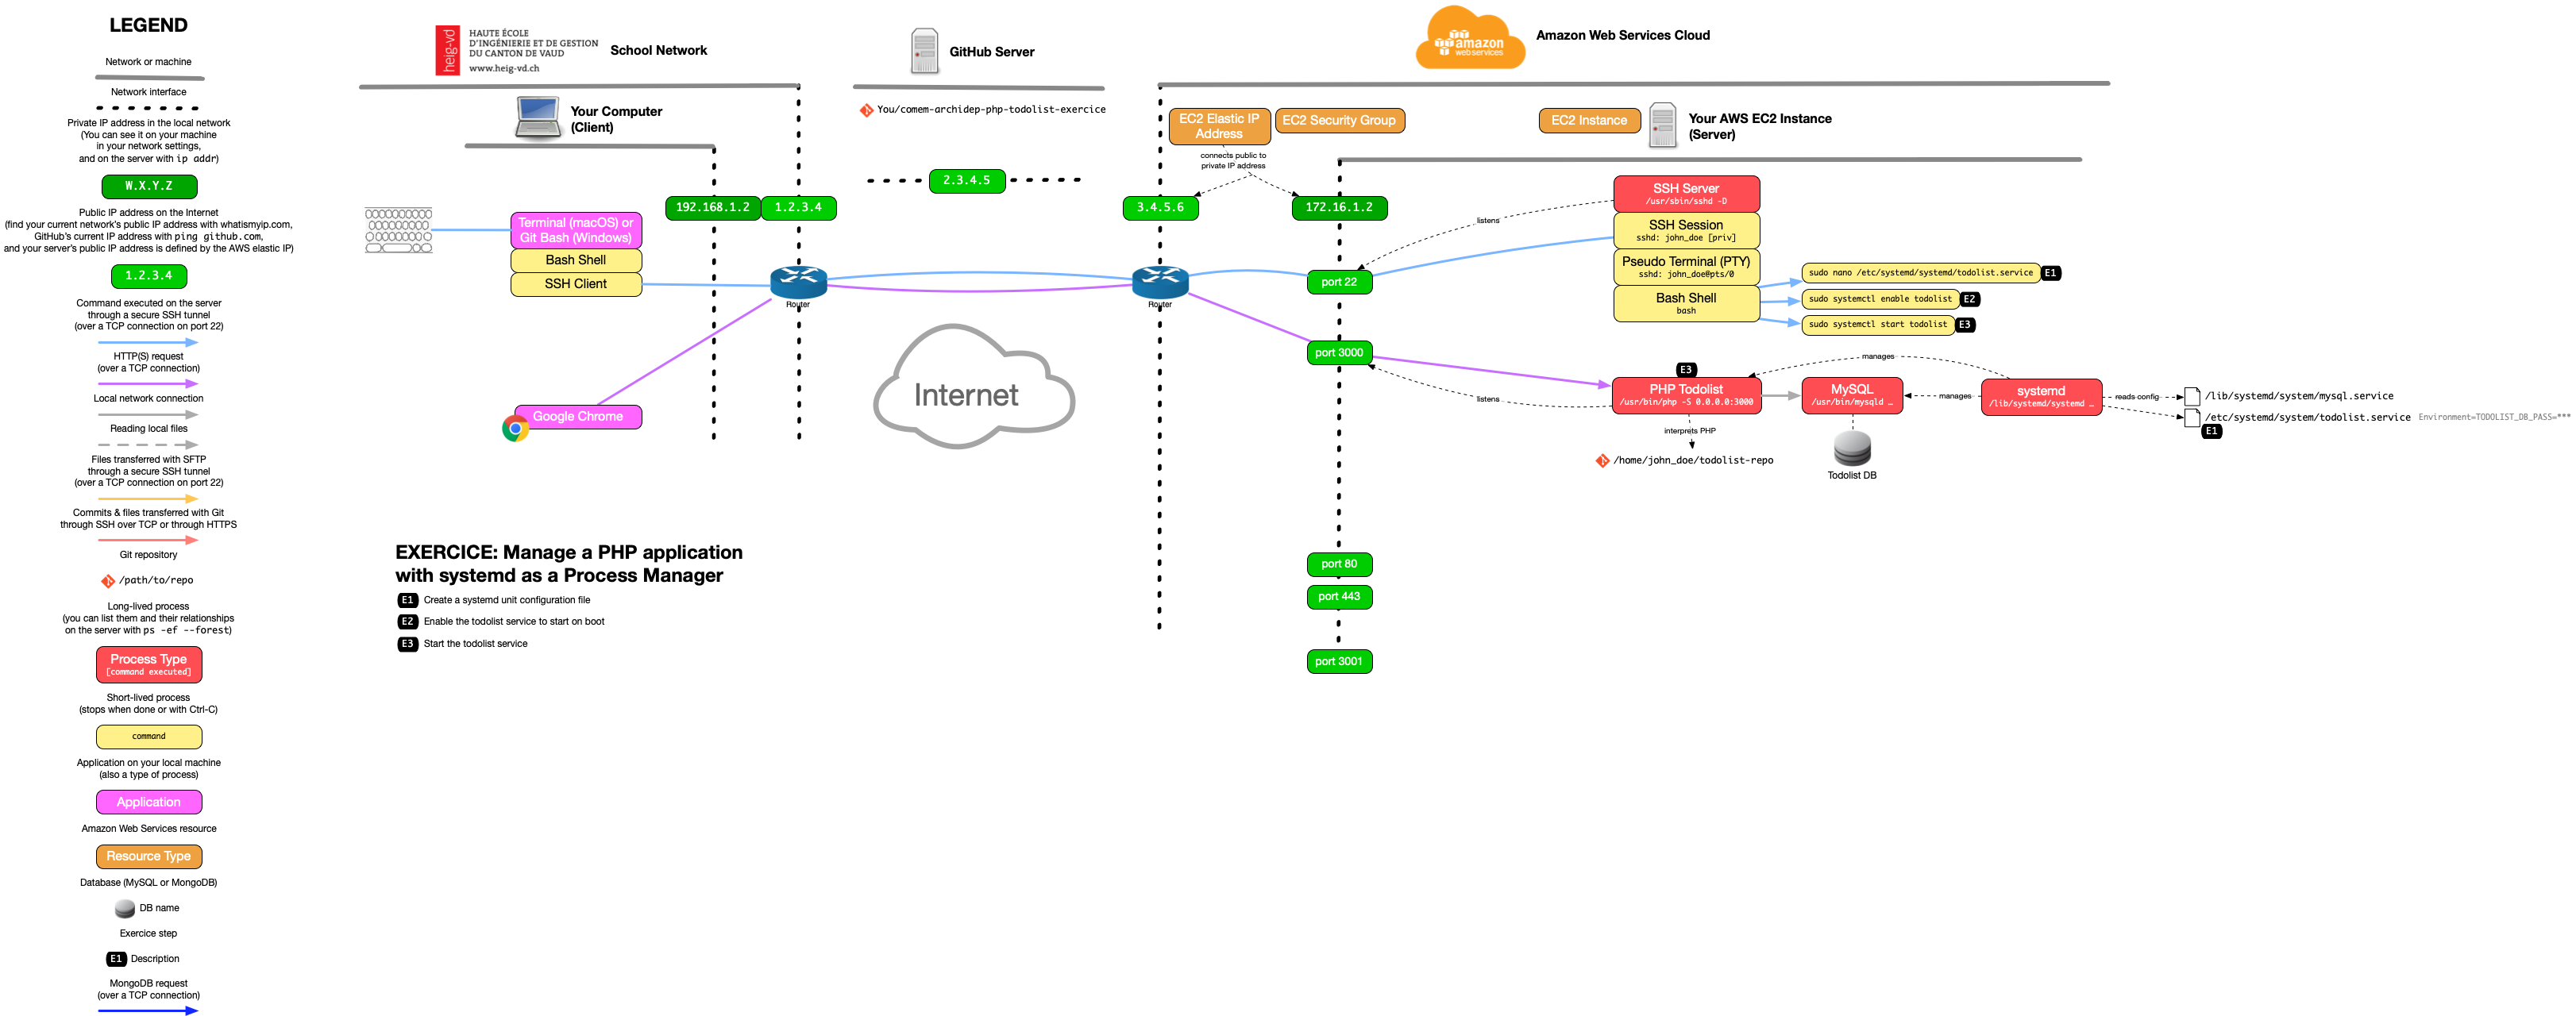 LEGEND
Network or machine
Network interface
Private IP address in the local network
(You can see it on your machine
in your network settings,
and on the server with ip addr)
W.X.Y.Z
Public IP address on the Internet
(find your current network's public IP address with whatismyip.com,
GitHub's current IP address with ping github.com,
and your server's public IP address is defined by the AWS elastic IP)
1.2.3.4
Command executed on the server
through a secure SSH tunnel
(over a TCP connection on port 22)
HTTP(S) request
(over a TCP connection)
Local network connection
Reading local files
Files transferred with SFTP
through a secure SSH tunnel
(over a TCP connection on port 22)
Commits & files transferred with Git
through SSH over TCP or through HTTPS
Git repository
/path/to/repo
Long-lived process
(you can list them and their relationships
on the server with ps -ef --forest)
Process Type
[command executed]
Short-lived process
(stops when done or with Ctrl-C)
command
Application on your local machine
(also a type of process)
Application
Amazon Web Services resource
Resource Type
Database (MySQL or MongoDB)
DB name
Exercice step
E1 Description
MongoDB request
(over a TCP connection)
heig-vd
HAUTE ÉCOLE
D'INGÉNIERIE ET DE GESTION
DU CANTON DE VAUD
www.heig-vd.ch
School Network
Your Computer
(Client)
192.168.1.2
1.2.3.4
Terminal (macOS) or
Git Bash (Windows)
Bash Shell
SSH Client
Router
Google Chrome
GitHub Server
You/comem-archidep-php-todolist-exercice
2.3.4.5
Internet
amazon
web services
Amazon Web Services Cloud
EC2 Elastic IP
Address
EC2 Security Group
EC2 Instance
Your AWS EC2 Instance
(Server)
connects public to
private IP address
3.4.5.6
172.16.1.2
Router
listens
port 22
port 3000
listens
port 80
port 443
port 3001
SSH Server
/usr/sbin/sshd -D
SSH Session
sshd: john_doe [priv]
Pseudo Terminal (PTY)
sshd: john_doe@pts/0
Bash Shell
bash
sudo nano /etc/systemd/systemd/todolist.service E1
sudo systemctl enable todolist E2
sudo systemctl start todolist E3
manages
E3
PHP Todolist
/usr/bin/php -S 0.0.0.0:3000
MySQL
/usr/bin/mysqld …
manages
systemd
/lib/systemd/systemd …
reads config
/lib/systemd/system/mysql.service
/etc/systemd/system/todolist.service Environment=TODOLIST_DB_PASS=***
E1
interprets PHP
/home/john_doe/todolist-repo
Todolist DB
EXERCICE: Manage a PHP application
with systemd as a Process Manager
E1 Create a systemd unit configuration file
E2 Enable the todolist service to start on boot
E3 Start the todolist service